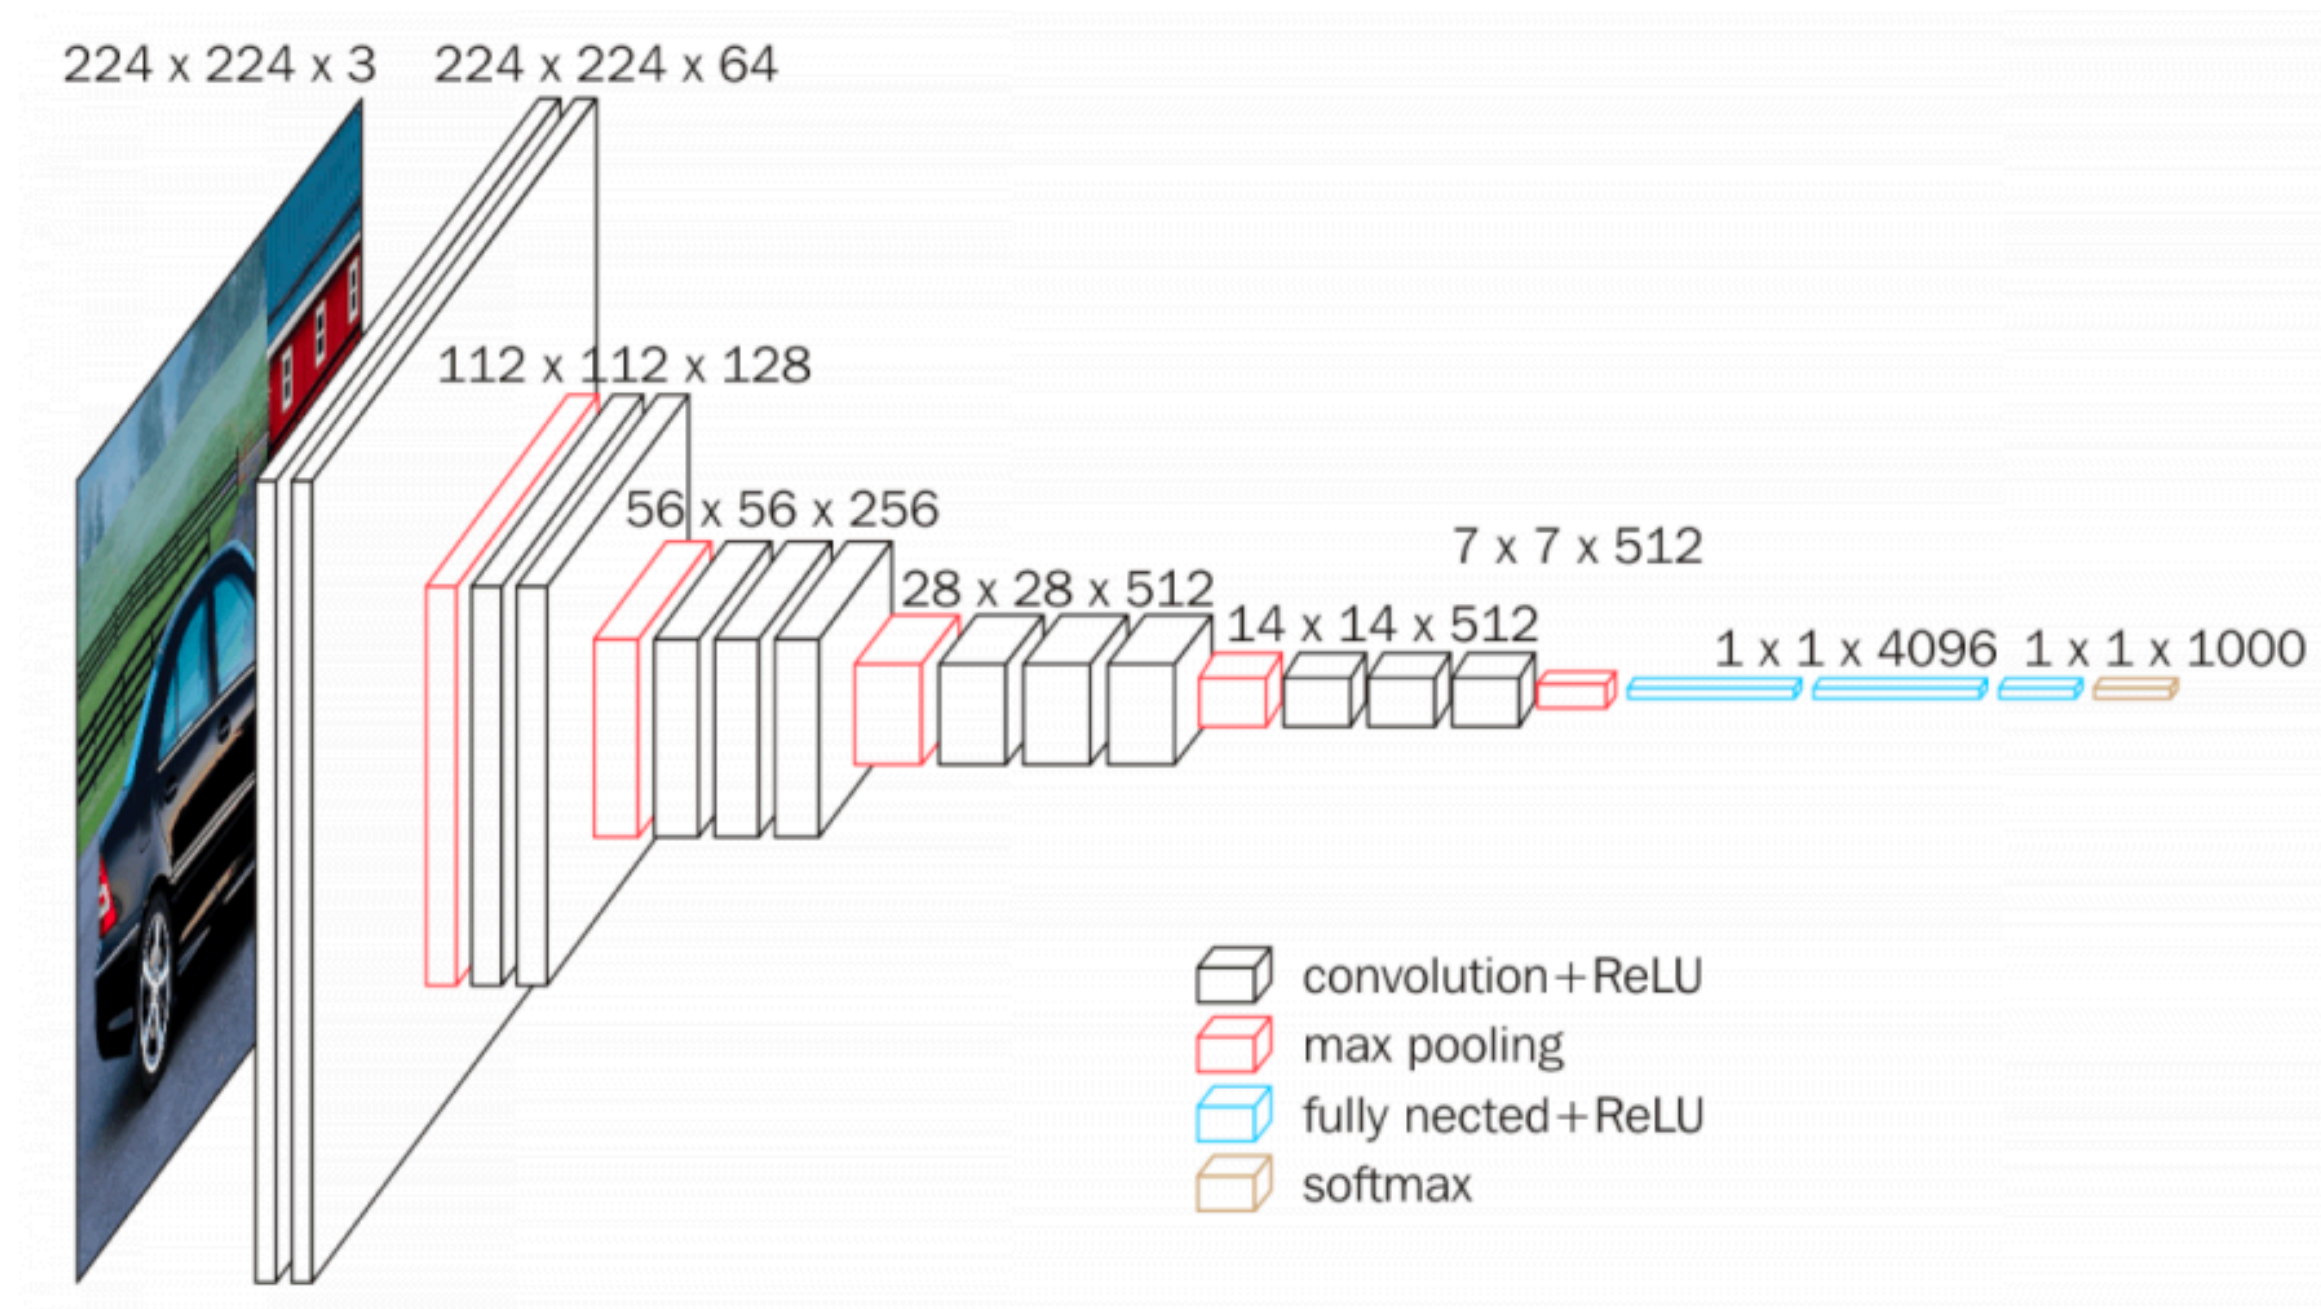 224 x 224 x 3
224 x 224 x 64
112 x 112 x 128
56 x 56 x 256
28 x 28 x 512
14 x 14 x 512
7 x 7 x 512
1 x 1 x 4096
1 x 1 x 1000
convolution+ReLU
max pooling
fully nected+ReLU
softmax